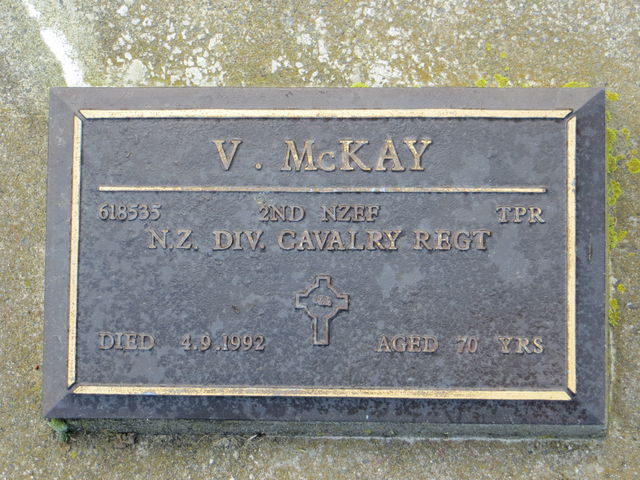 V. McKAY
618535 2ND NZEF TPR
N.Z. DIV. CAVALRY REGT
DIED 4.9.1992 AGED 70 YRS